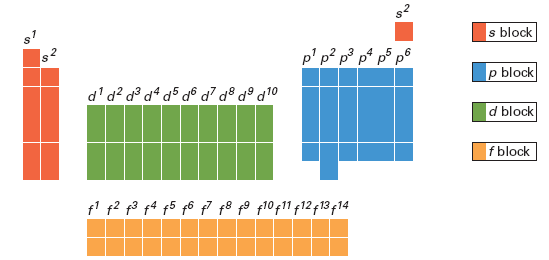 s²
s¹ s²
p¹ p² p³ p⁴ p⁵ p⁶
d¹ d² d³ d⁴ d⁵ d⁶ d⁷ d⁸ d⁹ d¹⁰
f¹ f² f³ f⁴ f⁵ f⁶ f⁷ f⁸ f⁹ f¹⁰ f¹¹ f¹² f¹³ f¹⁴
s block
p block
d block
f block